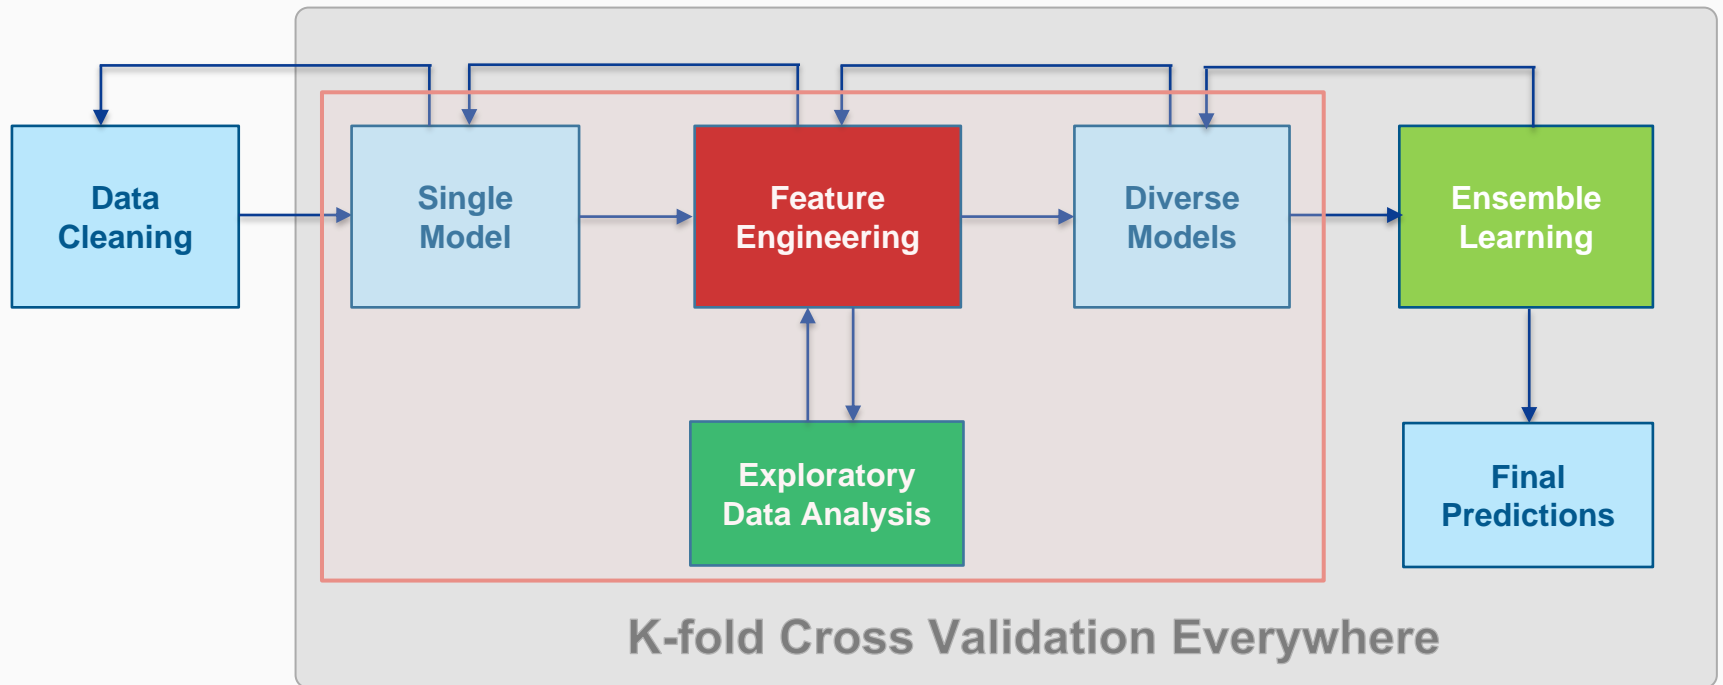 Data
Cleaning
Single
Model
Feature
Engineering
Diverse
Models
Ensemble
Learning
Exploratory
Data Analysis
Final
Predictions
K-fold Cross Validation Everywhere